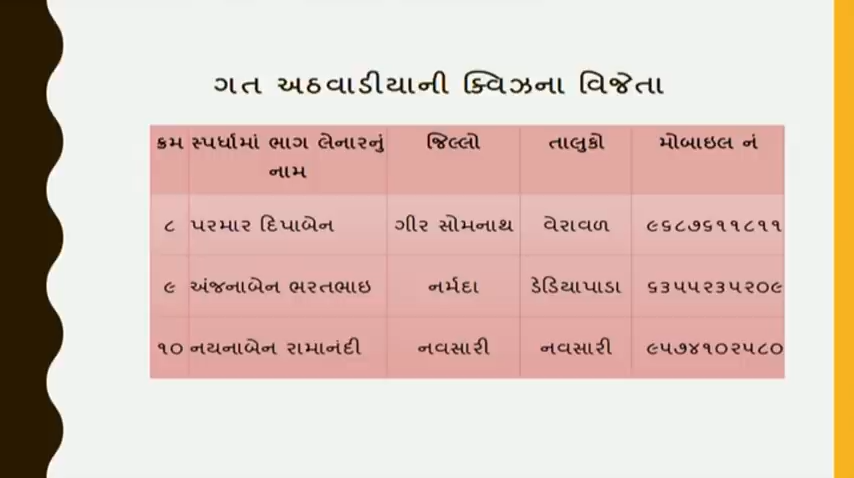 ગત અઠવાડીયાની ક્વિઝના વિજેતા
ક્રમ સ્પર્ધામાં ભાગ લેનારનું નામ જિલ્લો તાલુકો મોબાઇલ નં
૮ પરમાર દિપાબેન ગીર સોમનાથ વેરાવળ ૯૬૮૭૬૧૧૮૧૧
૯ અંજનાબેન ભરતભાઇ નર્મદા ડેડિયાપાડા ૬૩૫૫૨૩૫૨૦૯
૧૦ નયનાબેન રામાનંદી નવસારી નવસારી ૯૫૭૪૧૦૨૫૮૦